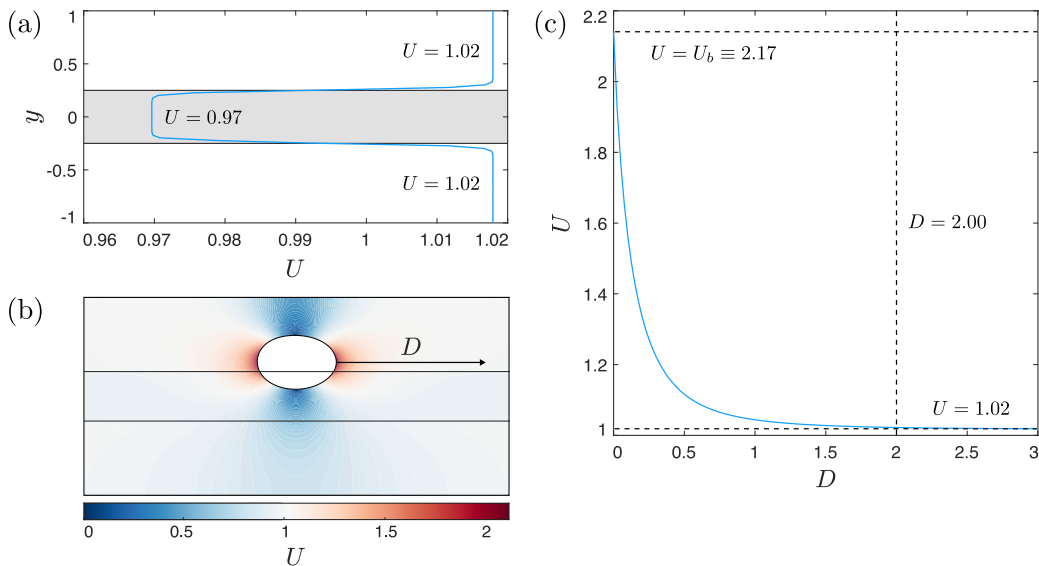 (a)
1
0.5
0
-0.5
-1
y
U = 1.02
U = 0.97
U = 1.02
0.96 0.97 0.98 0.99 1 1.01 1.02
U
(b)
D
0 0.5 1 1.5 2
U
(c)
2.2
2
1.8
1.6
1.4
1.2
1
U
U = U_b ≡ 2.17
D = 2.00
U = 1.02
0 0.5 1 1.5 2 2.5 3
D